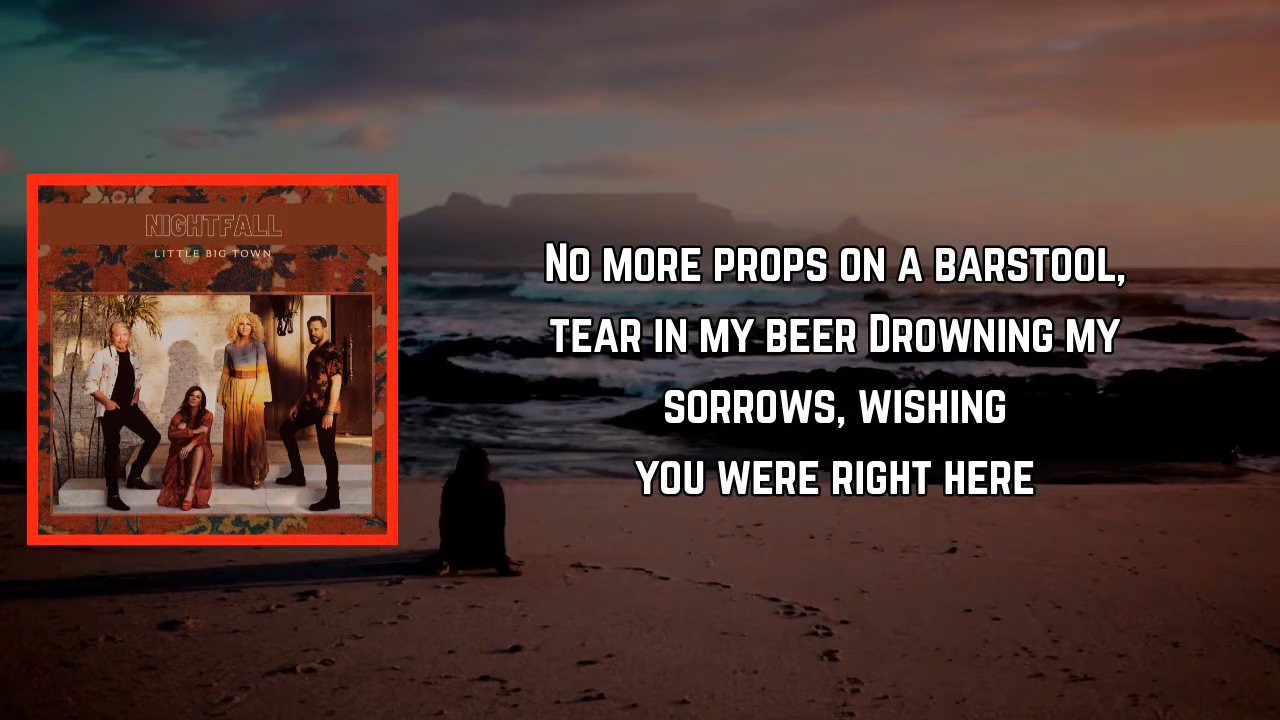 NIGHTFALL
LITTLE BIG TOWN
No more props on a barstool,
tear in my beer Drowning my
sorrows, wishing
you were right here